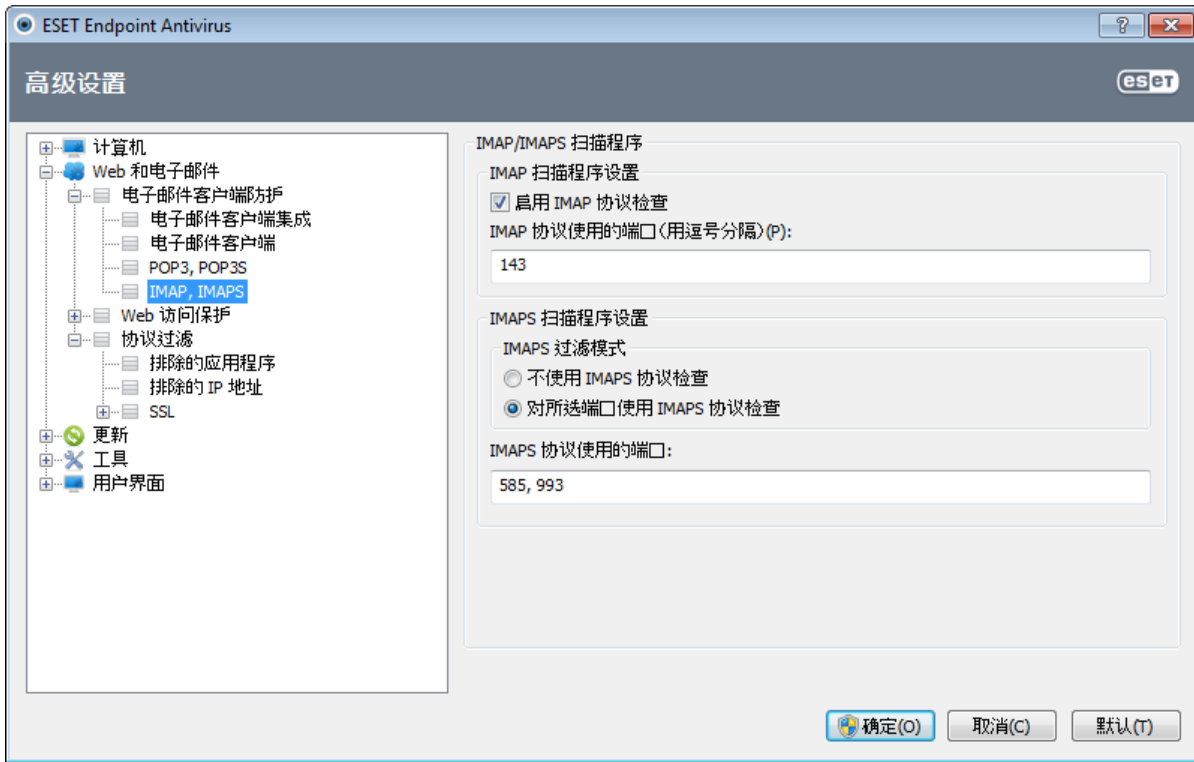 ESET Endpoint Antivirus
高级设置
eset
计算机
Web 和电子邮件
电子邮件客户端防护
电子邮件客户端集成
电子邮件客户端
POP3, POP3S
IMAP, IMAPS
Web 访问保护
协议过滤
排除的应用程序
排除的 IP 地址
SSL
更新
工具
用户界面
IMAP/IMAPS 扫描程序
IMAP 扫描程序设置
启用 IMAP 协议检查
IMAP 协议使用的端口(用逗号分隔)(P):
143
IMAPS 扫描程序设置
IMAPS 过滤模式
不使用 IMAPS 协议检查
对所选端口使用 IMAPS 协议检查
IMAPS 协议使用的端口:
585, 993
确定(O) 取消(C) 默认(T)